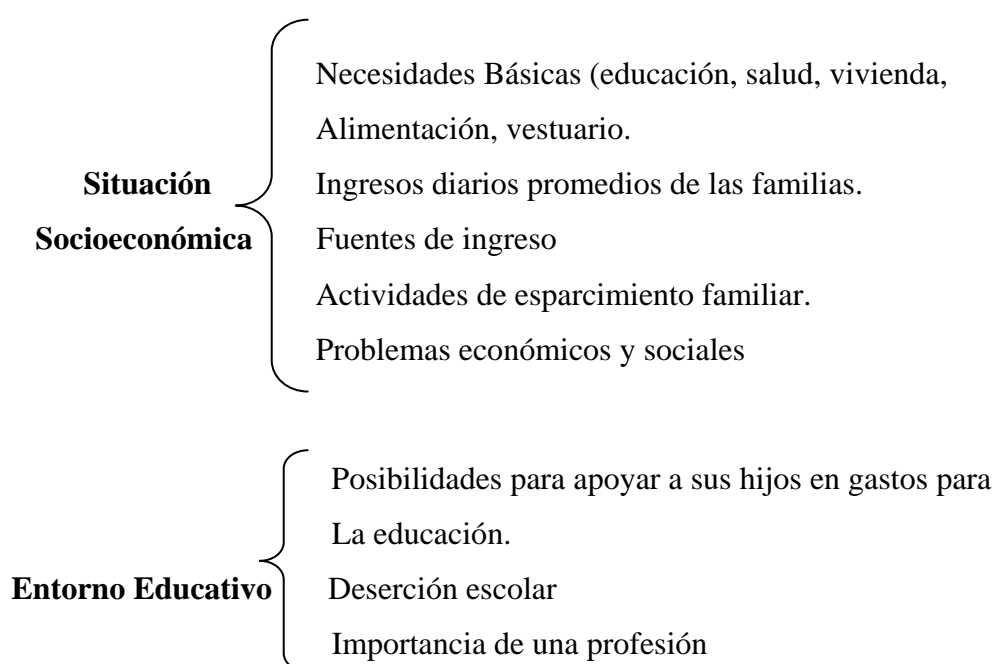 Necesidades Básicas (educación, salud, vivienda,
Alimentación, vestuario.
Situación
Ingresos diarios promedios de las familias.
Socioeconómica
Fuentes de ingreso
Actividades de esparcimiento familiar.
Problemas económicos y sociales
Posibilidades para apoyar a sus hijos en gastos para
La educación.
Entorno Educativo
Deserción escolar
Importancia de una profesión